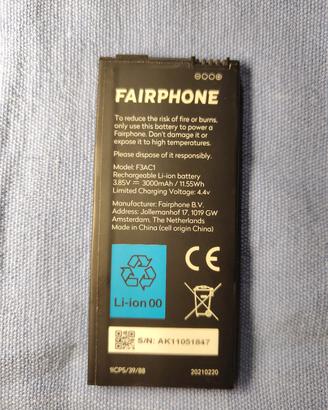 FAIRPHONE
To reduce the risk of fire or burns,
only use this battery to power a
Fairphone. Don't damage it or
expose it to high temperatures.
Please dispose of it responsibly.
Model: F3AC1
Rechargeable Li-ion battery
3.85V ⎓ 3000mAh / 11.55Wh
Limited Charging Voltage: 4.4v
Manufacturer: Fairphone B.V.
Address: Jollemanhof 17, 1019 GW
Amsterdam. The Netherlands
Made in China (cell origin China)
CE
Li-ion 00
S/N: AK11051847
1ICP5/39/88
20210220